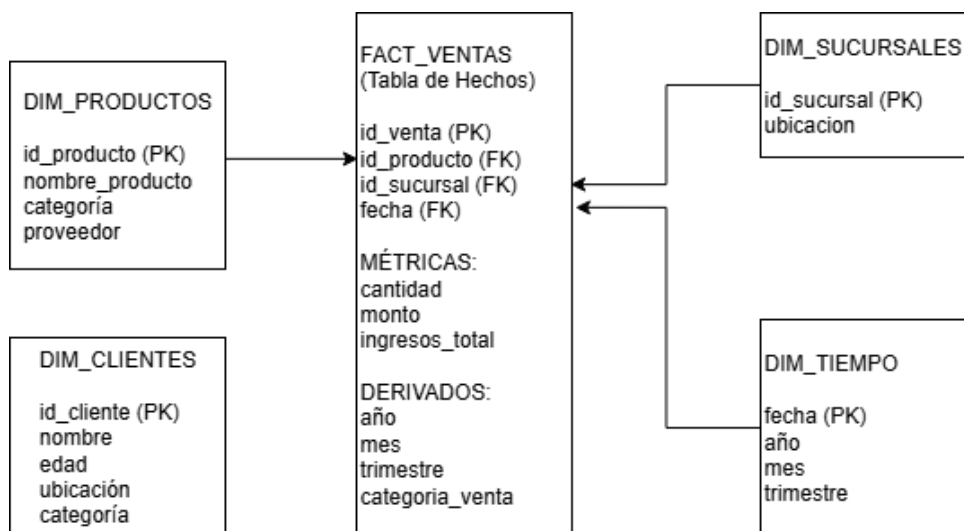 DIM_PRODUCTOS
id_producto (PK)
nombre_producto
categoría
proveedor
DIM_CLIENTES
id_cliente (PK)
nombre
edad
ubicación
categoría
FACT_VENTAS
(Tabla de Hechos)
id_venta (PK)
id_producto (FK)
id_sucursal (FK)
fecha (FK)
MÉTRICAS:
cantidad
monto
ingresos_total
DERIVADOS:
año
mes
trimestre
categoria_venta
DIM_SUCURSALES
id_sucursal (PK)
ubicacion
DIM_TIEMPO
fecha (PK)
año
mes
trimestre